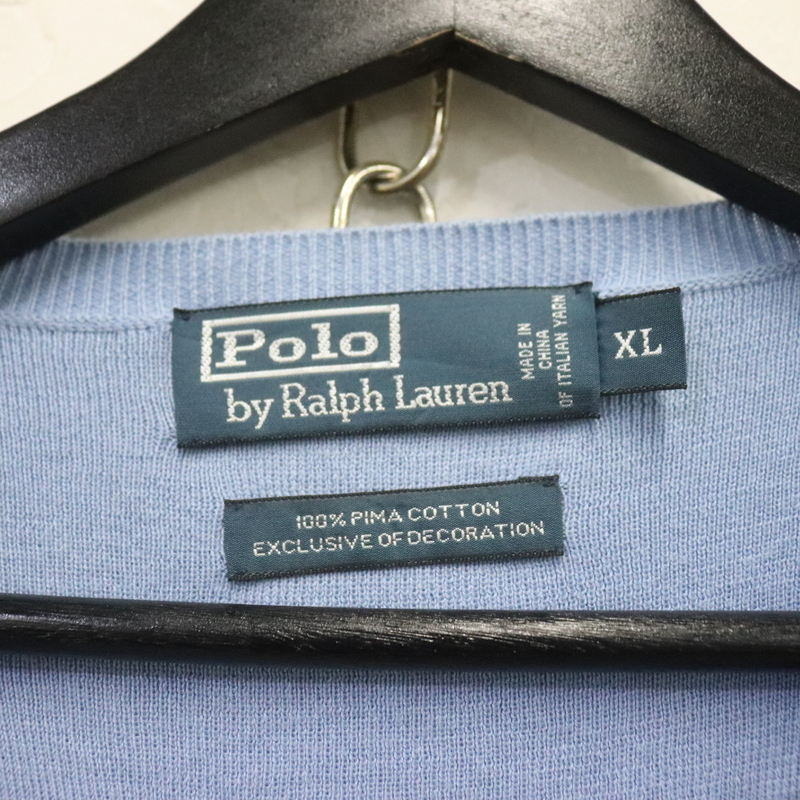 Polo
by Ralph Lauren
MADE IN
CHINA
OF ITALIAN YARN
XL
100% PIMA COTTON
EXCLUSIVE OF DECORATION